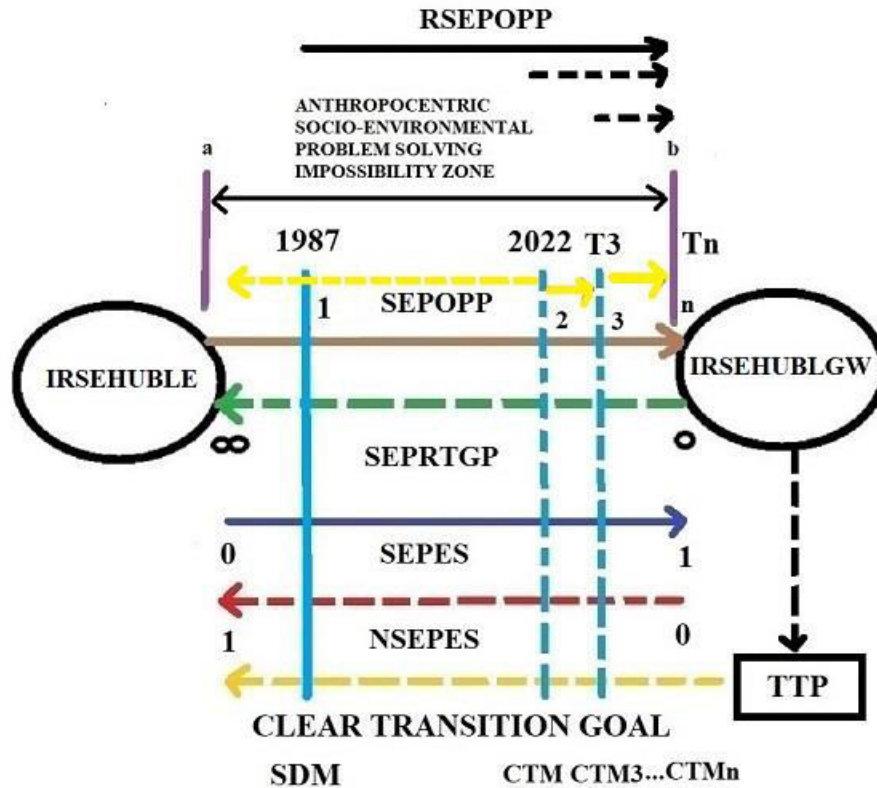 RSEPOPP
ANTHROPOCENTRIC
SOCIO-ENVIRONMENTAL
PROBLEM SOLVING
IMPOSSIBILITY ZONE
a
b
1987
2022
T3
Tn
1
SEPOPP
2
3
n
IRSEHUBLE
IRSEHUBLGW
∞
0
SEPRTGP
0
SEPES
1
1
NSEPES
0
TTP
CLEAR TRANSITION GOAL
SDM
CTM CTM3...CTMn